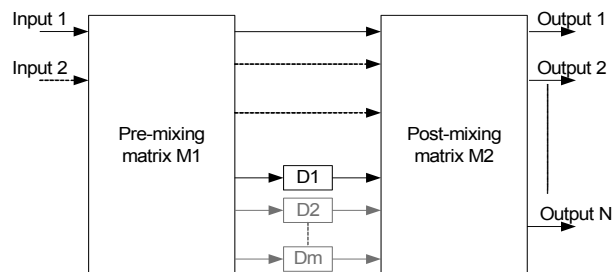 Input 1
Output 1
Input 2
Output 2
Pre-mixing
matrix M1
Post-mixing
matrix M2
D1
D2
Dm
Output N